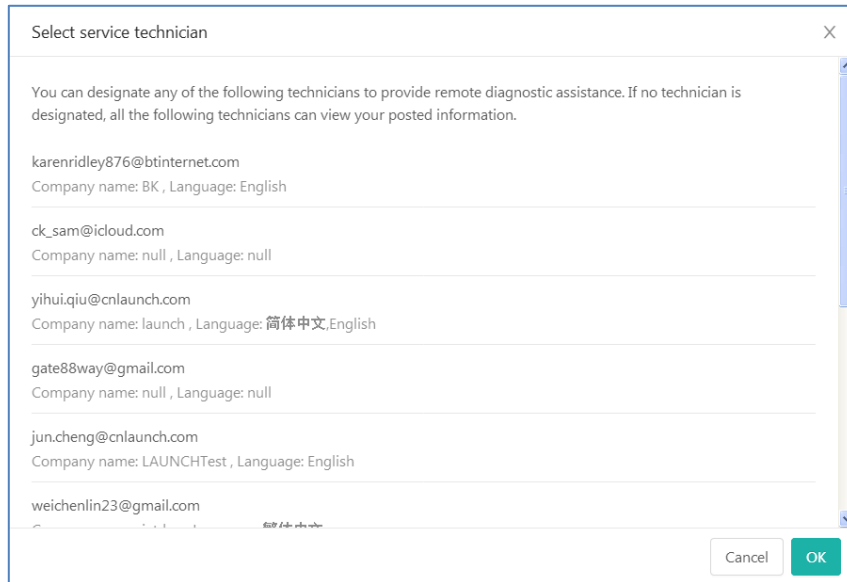 Select service technician
You can designate any of the following technicians to provide remote diagnostic assistance. If no technician is
designated, all the following technicians can view your posted information.
karenridley876@btinternet.com
Company name: BK , Language: English
ck_sam@icloud.com
Company name: null , Language: null
yihui.qiu@cnlaunch.com
Company name: launch , Language: 简体中文,English
gate88way@gmail.com
Company name: null , Language: null
jun.cheng@cnlaunch.com
Company name: LAUNCHTest , Language: English
weichenlin23@gmail.com
繁体中文
Cancel OK